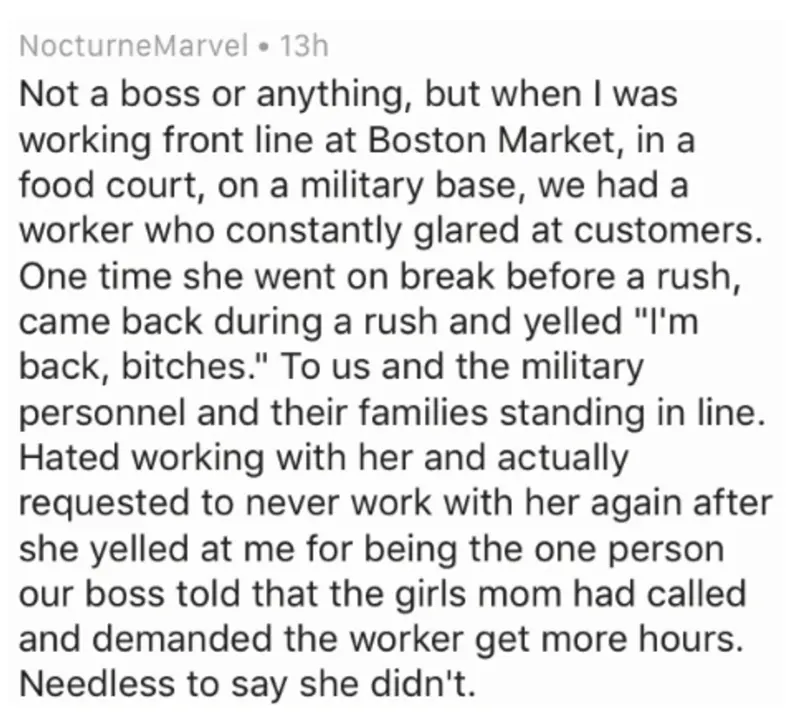 NocturneMarvel • 13h
Not a boss or anything, but when I was
working front line at Boston Market, in a
food court, on a military base, we had a
worker who constantly glared at customers.
One time she went on break before a rush,
came back during a rush and yelled "I'm
back, bitches." To us and the military
personnel and their families standing in line.
Hated working with her and actually
requested to never work with her again after
she yelled at me for being the one person
our boss told that the girls mom had called
and demanded the worker get more hours.
Needless to say she didn't.